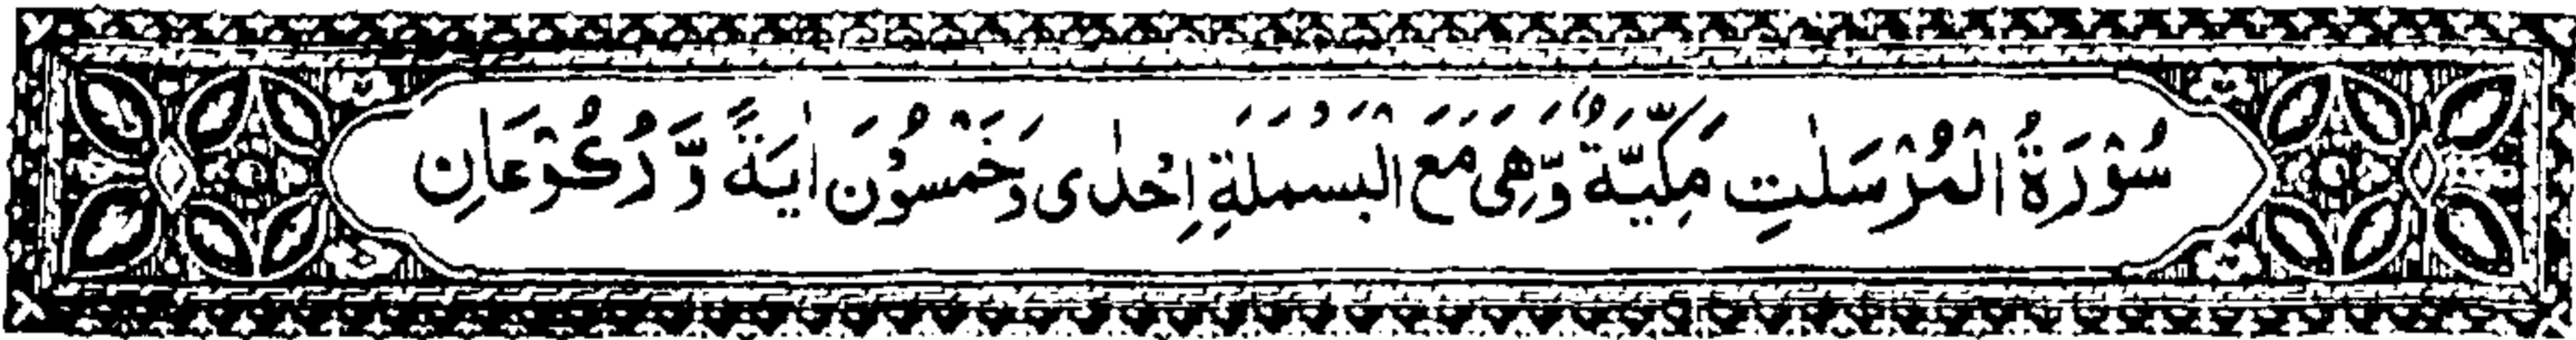 سُوْرَةُ الْمُرْسَلٰتِ مَكِّيَّةٌ وَّهِىَ مَعَ الْبَسْمَلَةِ اِحْدٰى وَخَمْسُوْنَ اٰيَةً وَّ رُكُوْعَانِ